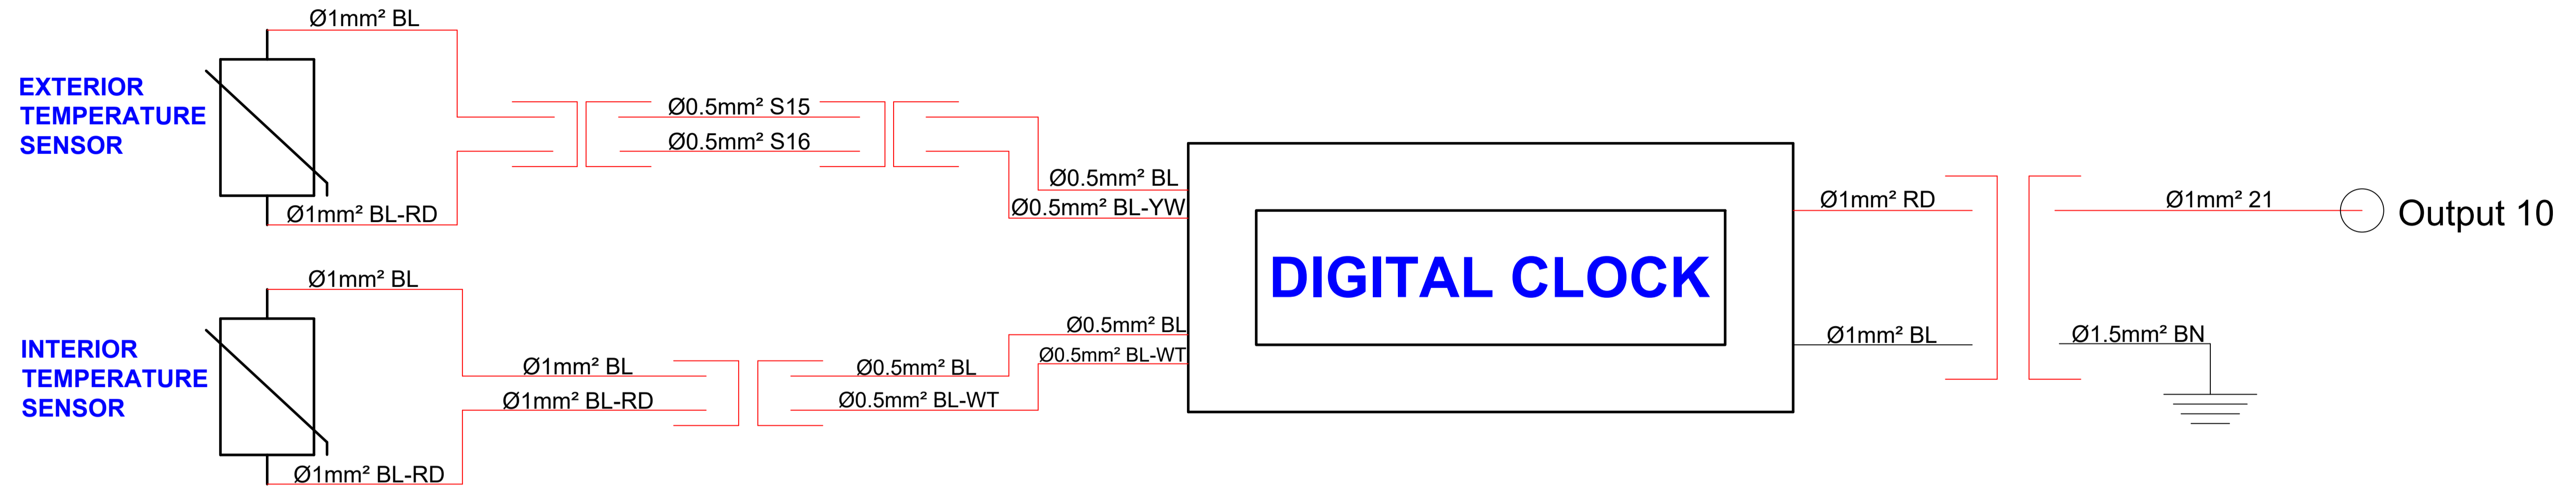 Ø1mm² BL
EXTERIOR
TEMPERATURE
SENSOR
Ø1mm² BL-RD
Ø0.5mm² S15
Ø0.5mm² S16
Ø0.5mm² BL
Ø0.5mm² BL-YW
Ø1mm² BL
INTERIOR
TEMPERATURE
SENSOR
Ø1mm² BL-RD
Ø1mm² BL
Ø1mm² BL-RD
Ø0.5mm² BL
Ø0.5mm² BL-WT
Ø0.5mm² BL
Ø0.5mm² BL-WT
DIGITAL CLOCK
Ø1mm² RD
Ø1mm² BL
Ø1mm² 21
Output 10
Ø1.5mm² BN